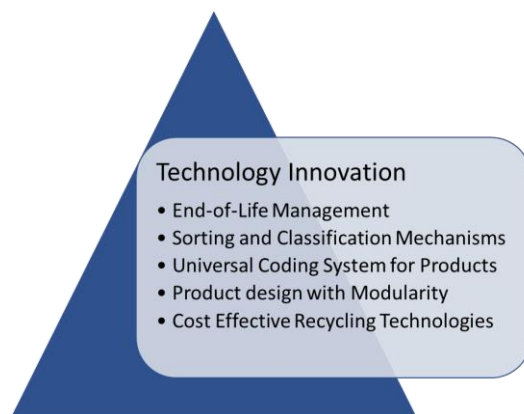 Technology Innovation
• End-of-Life Management
• Sorting and Classification Mechanisms
• Universal Coding System for Products
• Product design with Modularity
• Cost Effective Recycling Technologies